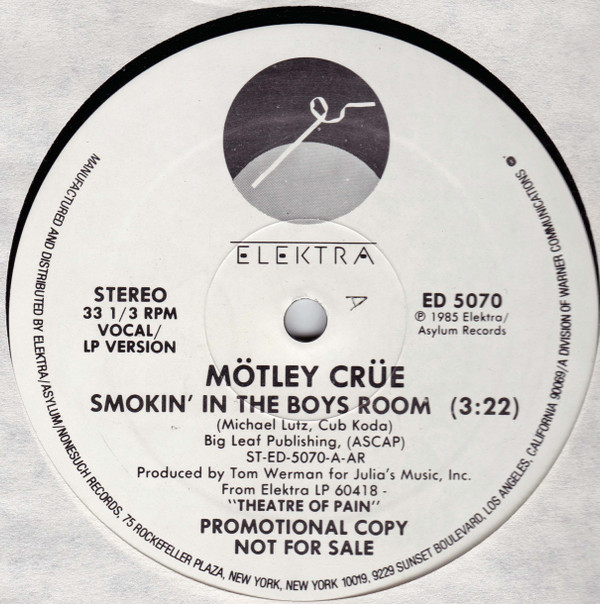 ELEKTRA
STEREO
33 1/3 RPM
VOCAL/
LP VERSION
ED 5070
℗ 1985 Elektra/
Asylum Records
MÖTLEY CRÜE
SMOKIN' IN THE BOYS ROOM (3:22)
(Michael Lutz, Cub Koda)
Big Leaf Publishing, (ASCAP)
ST-ED-5070-A-AR
Produced by Tom Werman for Julia's Music, Inc.
From Elektra LP 60418 -
"THEATRE OF PAIN"
PROMOTIONAL COPY
NOT FOR SALE
MANUFACTURED AND DISTRIBUTED BY ELEKTRA/ASYLUM/NONESUCH RECORDS, 75 ROCKEFELLER PLAZA, NEW YORK, NEW YORK 10019, 9229 SUNSET BOULEVARD, LOS ANGELES, CALIFORNIA 90069/A DIVISION OF WARNER COMMUNICATIONS